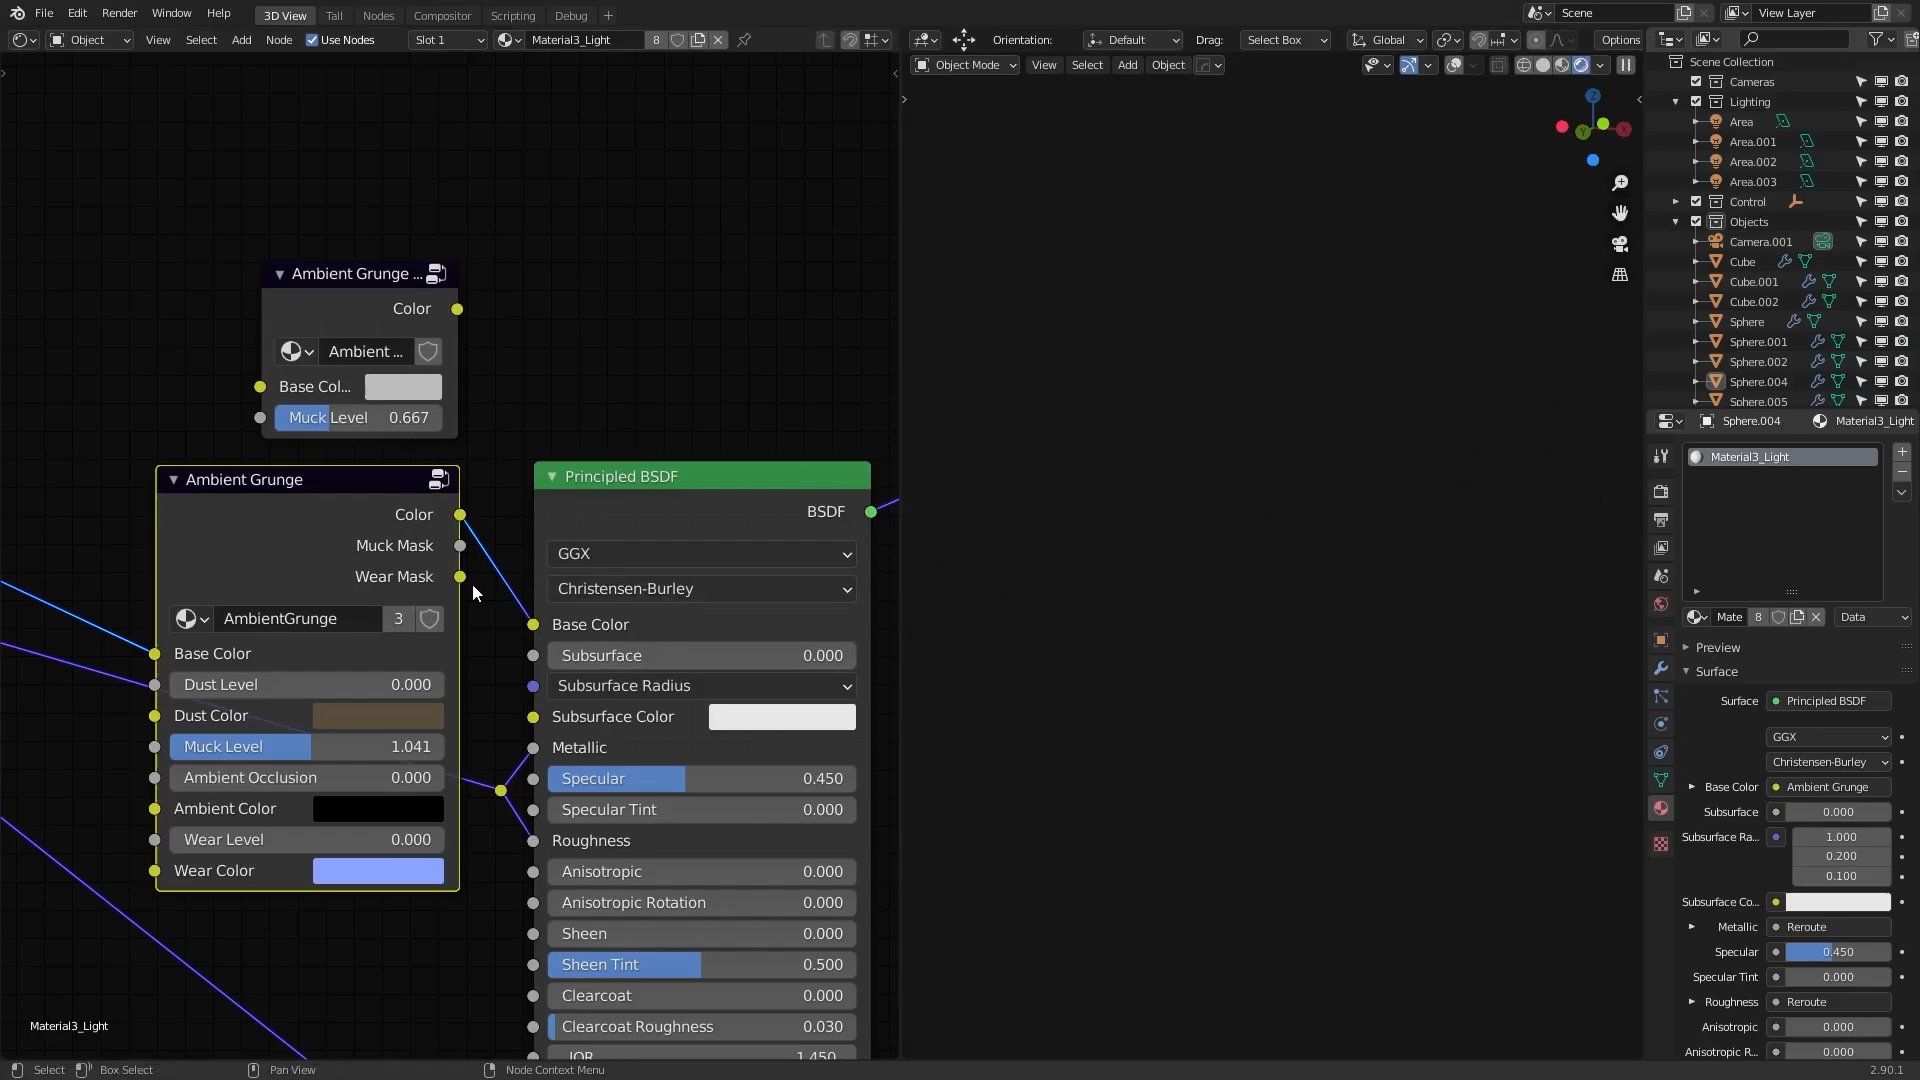 File Edit Render Window Help 3D View Tall Nodes Compositor Scripting Debug + Scene View Layer
Object View Select Add Node Use Nodes Slot 1 Material3_Light 8 Orientation: Default Drag: Select Box Global Options
Object Mode View Select Add Object
Ambient Grunge ...
Color
Ambient ...
Base Col...
Muck Level 0.667
Ambient Grunge
Color
Muck Mask
Wear Mask
AmbientGrunge 3
Base Color
Dust Level 0.000
Dust Color
Muck Level 1.041
Ambient Occlusion 0.000
Ambient Color
Wear Level 0.000
Wear Color
Principled BSDF
BSDF
GGX
Christensen-Burley
Base Color
Subsurface 0.000
Subsurface Radius
Subsurface Color
Metallic
Specular 0.450
Specular Tint 0.000
Roughness
Anisotropic 0.000
Anisotropic Rotation 0.000
Sheen 0.000
Sheen Tint 0.500
Clearcoat 0.000
Clearcoat Roughness 0.030
IOR 1.450
Material3_Light
Z
Y
X
Scene Collection
Cameras
Lighting
Area
Area.001
Area.002
Area.003
Control
Objects
Camera.001
Cube
Cube.001
Cube.002
Sphere
Sphere.001
Sphere.002
Sphere.004
Sphere.005
Sphere.004 Material3_Light
Material3_Light
Mate 8 Data
Preview
Surface
Surface Principled BSDF
GGX
Christensen-Burley
Base Color Ambient Grunge
Subsurface 0.000
Subsurface Ra... 1.000
0.200
0.100
Subsurface Co...
Metallic Reroute
Specular 0.450
Specular Tint 0.000
Roughness Reroute
Anisotropic 0.000
Anisotropic R... 0.000
Select Box Select Pan View Node Context Menu 2.90.1